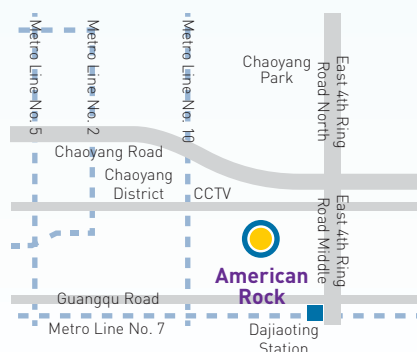 Metro Line No. 5
Metro Line No. 2
Metro Line No. 10
Chaoyang
Park
East 4th Ring
Road North
Chaoyang Road
Chaoyang
District
CCTV
East 4th Ring
Road Middle
American
Rock
Guangqu Road
Metro Line No. 7
Dajiaoting
Station